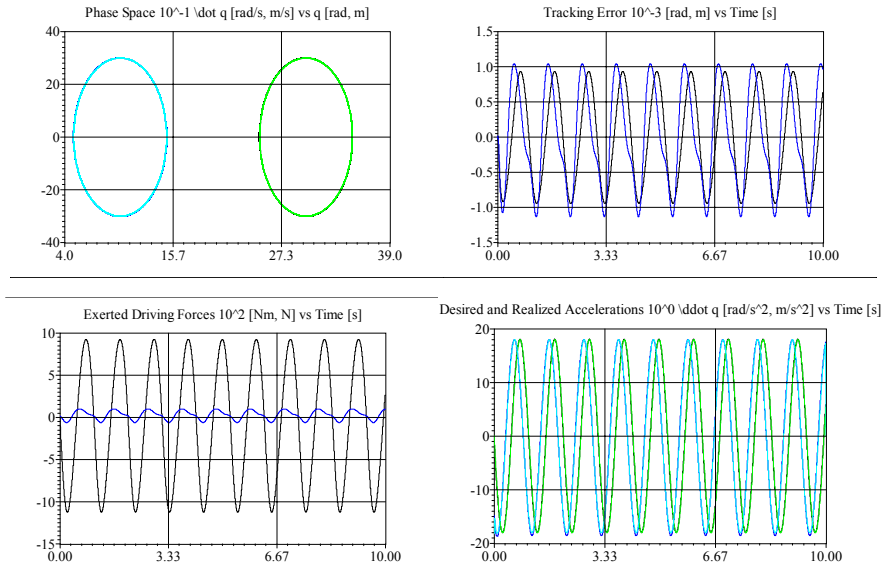 Phase Space 10^-1 \dot q [rad/s, m/s] vs q [rad, m]
40
20
0
-20
-40
4.0 15.7 27.3 39.0
Tracking Error 10^-3 [rad, m] vs Time [s]
1.5
1.0
0.5
0.0
-0.5
-1.0
-1.5
0.00 3.33 6.67 10.00
Exerted Driving Forces 10^2 [Nm, N] vs Time [s]
10
5
0
-5
-10
-15
0.00 3.33 6.67 10.00
Desired and Realized Accelerations 10^0 \ddot q [rad/s^2, m/s^2] vs Time [s]
20
10
0
-10
-20
0.00 3.33 6.67 10.00